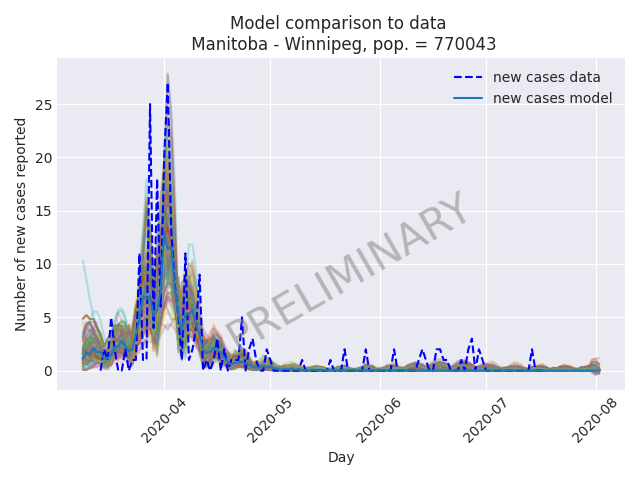 Model comparison to data
Manitoba - Winnipeg, pop. = 770043
new cases data
new cases model
Number of new cases reported
25
20
15
10
5
0
PRELIMINARY
2020-04
2020-05
2020-06
2020-07
2020-08
Day